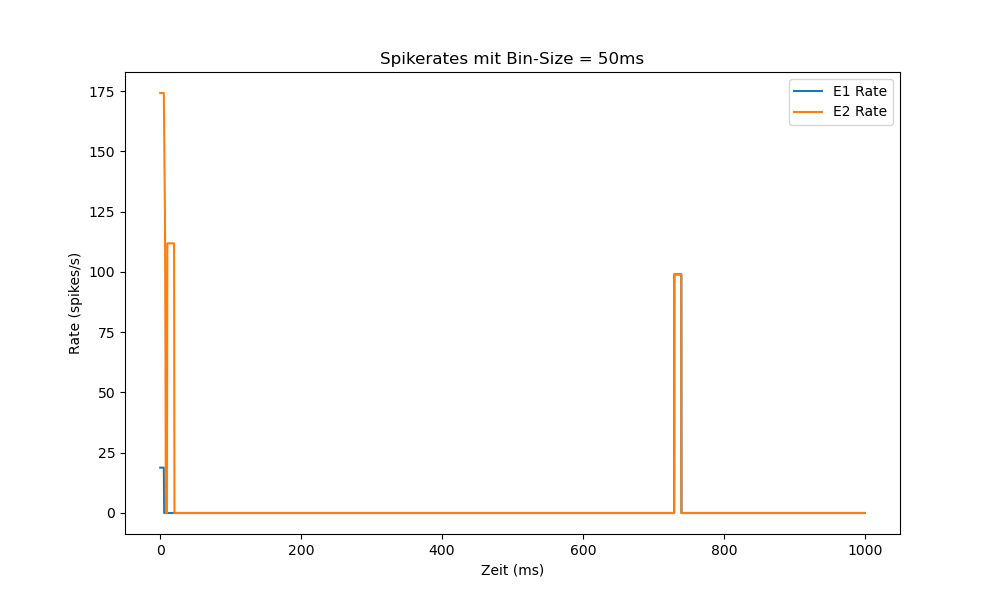 Spikerates mit Bin-Size = 50ms
E1 Rate
E2 Rate
175
150
125
100
75
50
25
0
Rate (spikes/s)
0 200 400 600 800 1000
Zeit (ms)